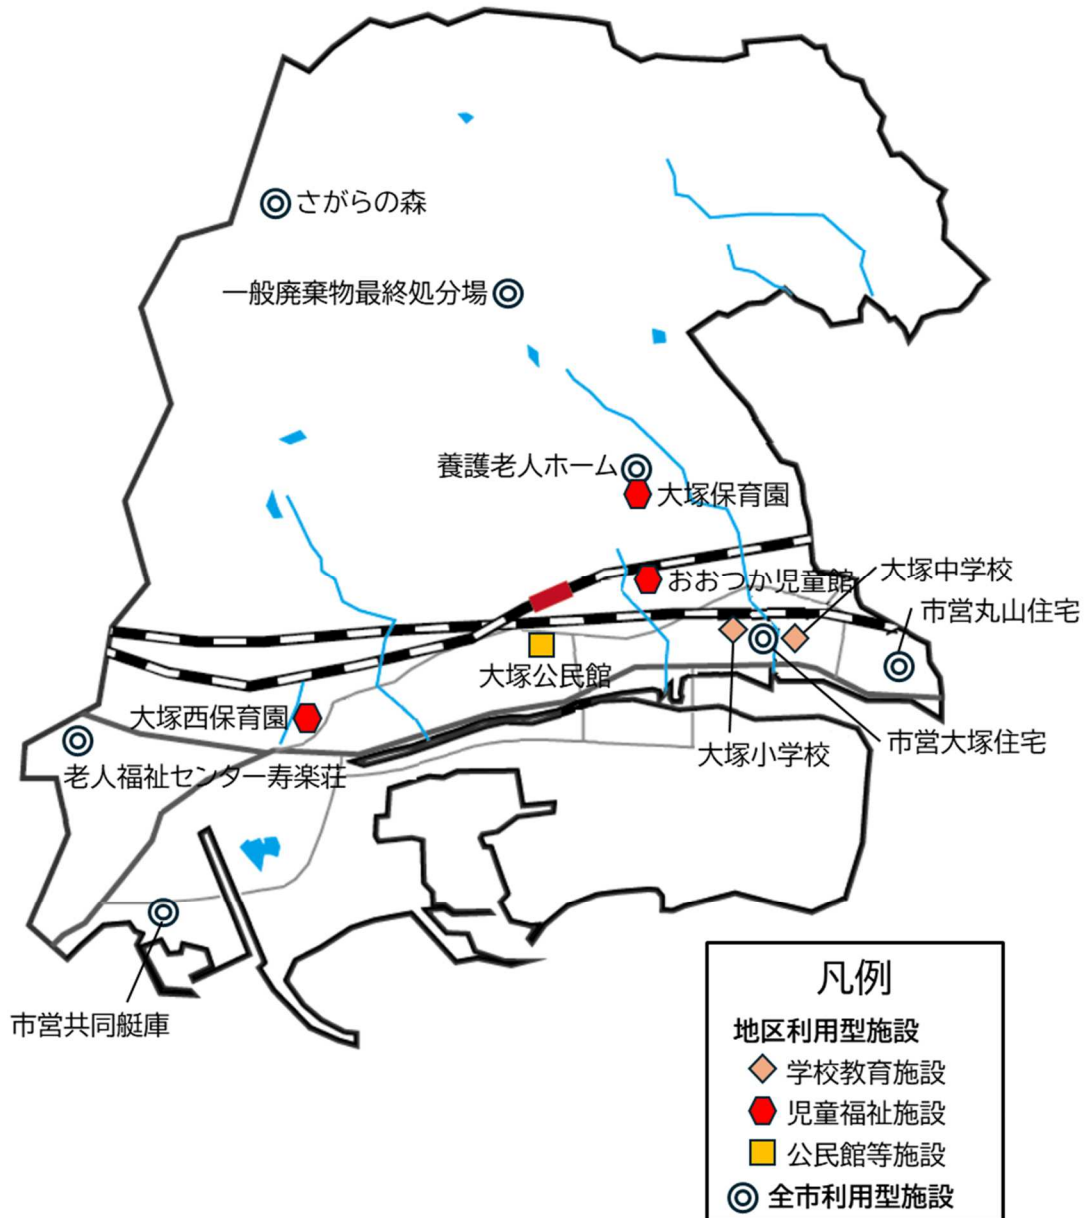 さがらの森
一般廃棄物最終処分場
養護老人ホーム
大塚保育園
おおつか児童館
大塚中学校
市営丸山住宅
大塚公民館
大塚西保育園
大塚小学校
市営大塚住宅
老人福祉センター寿楽荘
市営共同艇庫
凡例
地区利用型施設
学校教育施設
児童福祉施設
公民館等施設
全市利用型施設